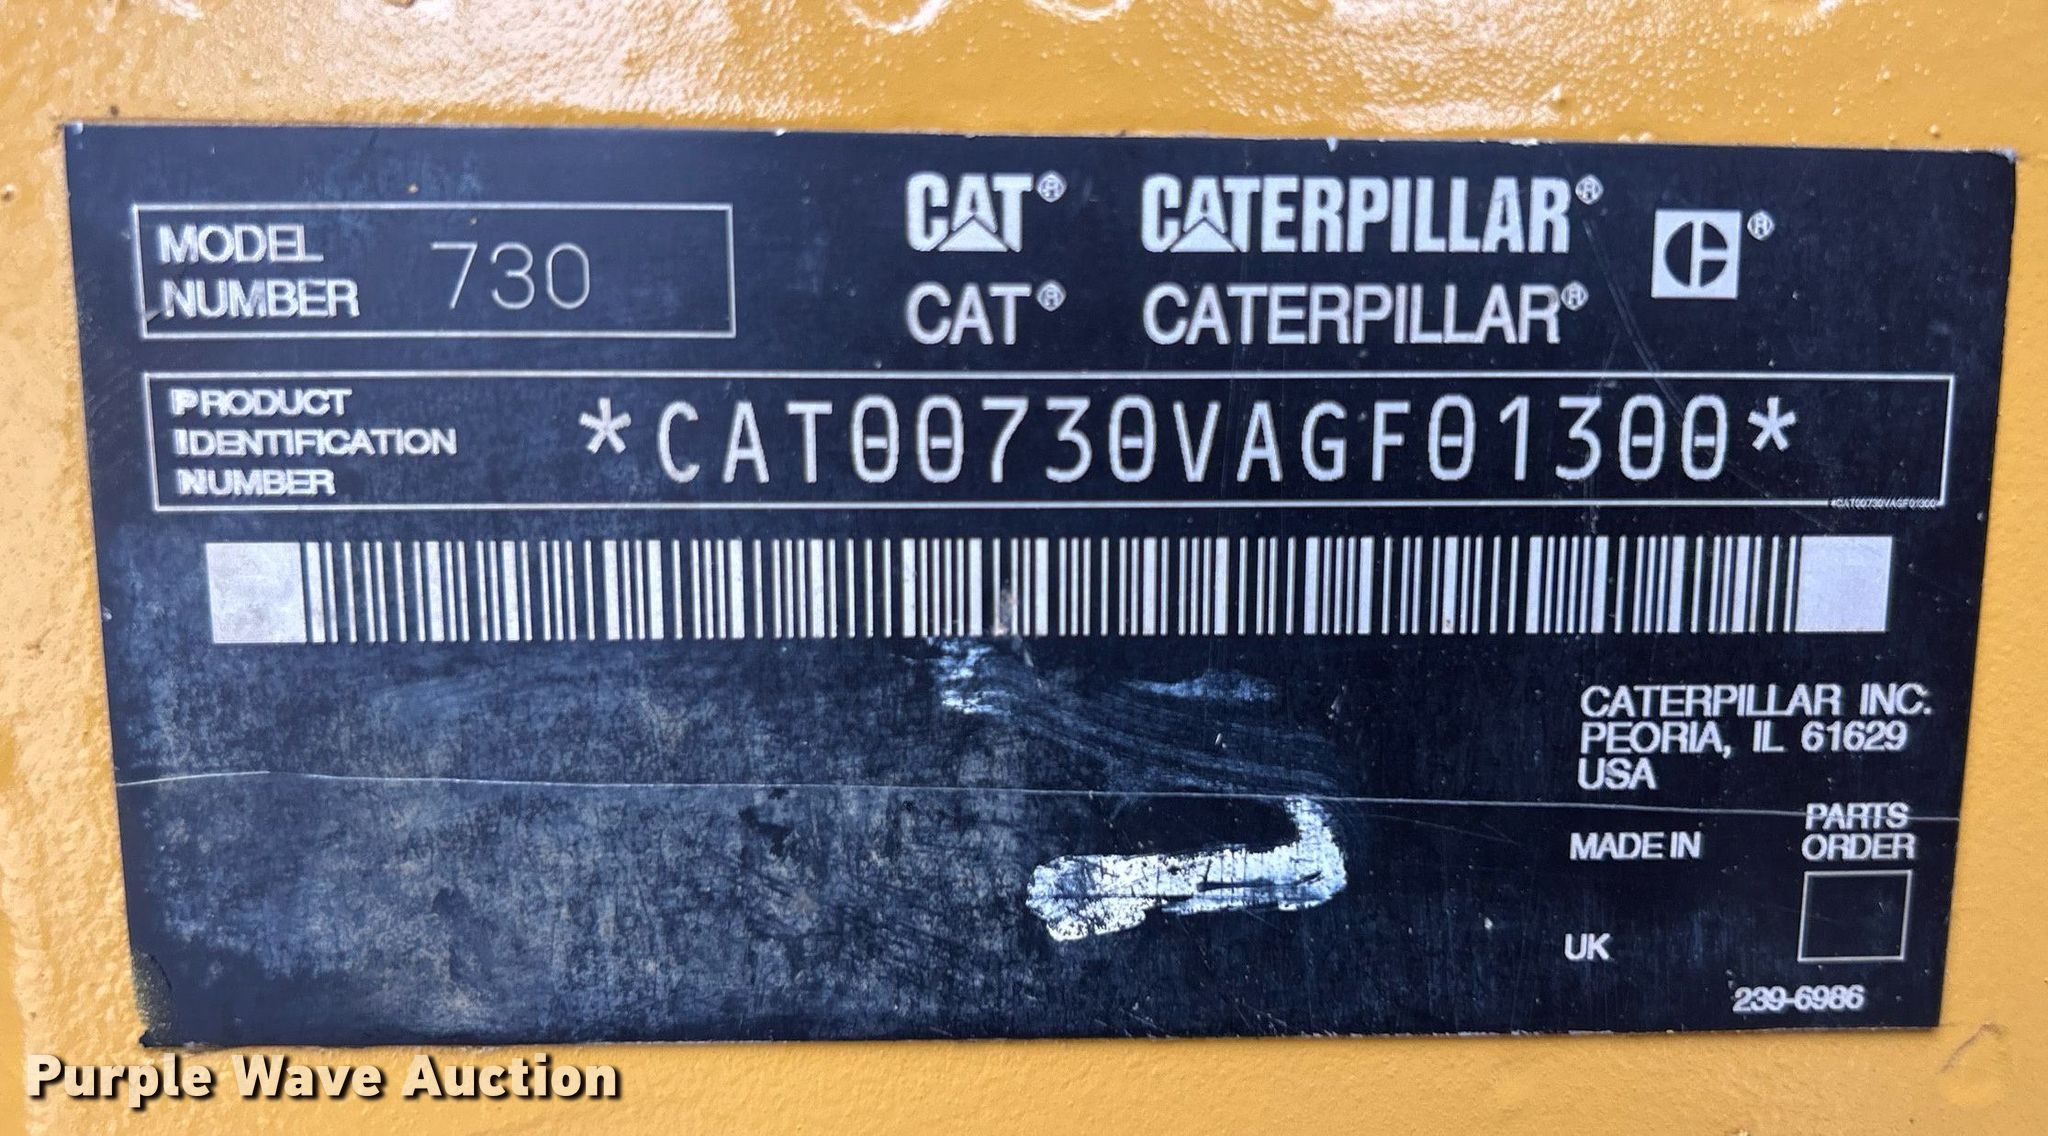 MODEL NUMBER 730
CAT® CATERPILLAR® ®
CAT® CATERPILLAR®
PRODUCT IDENTIFICATION NUMBER *CAT00730VAGF01300*
*CAT00730VAGF01300*
CATERPILLAR INC.
PEORIA, IL 61629
USA
MADE IN
UK
PARTS
ORDER
239-6986
Purple Wave Auction